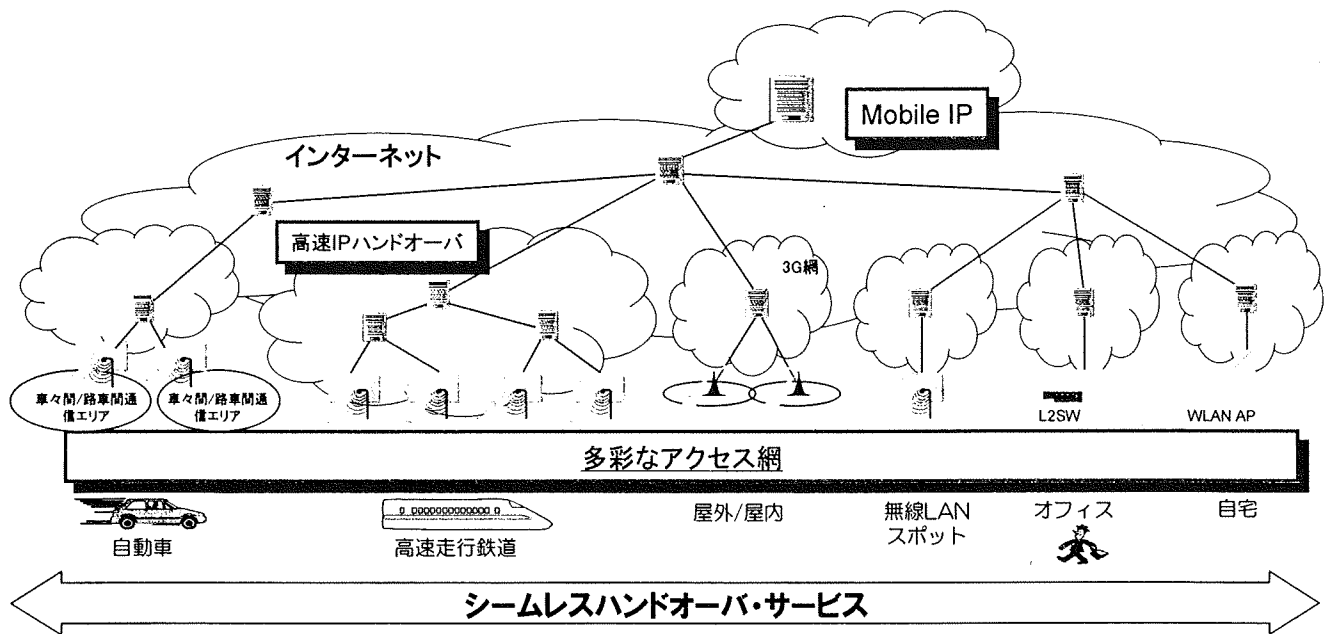 Mobile IP
インターネット
高速IPハンドオーバ
3G網
車々間/路車間通
信エリア
車々間/路車間通
信エリア
L2SW
WLAN AP
多彩なアクセス網
自動車
高速走行鉄道
屋外/屋内
無線LAN
スポット
オフィス
自宅
シームレスハンドオーバ・サービス